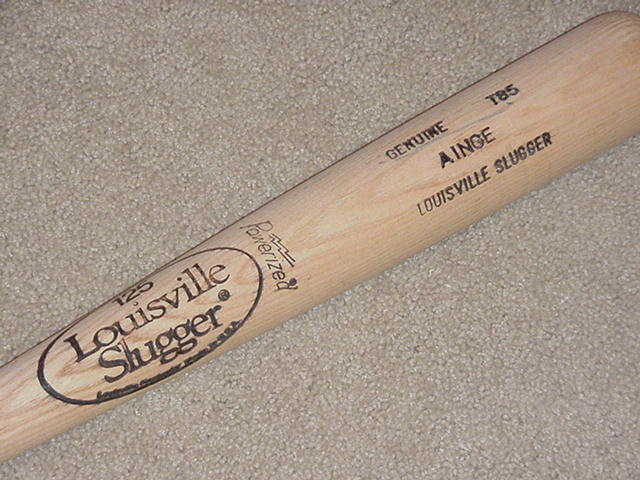 GENUINE T85
AINGE
LOUISVILLE SLUGGER
Powerized
125
Louisville
Slugger®